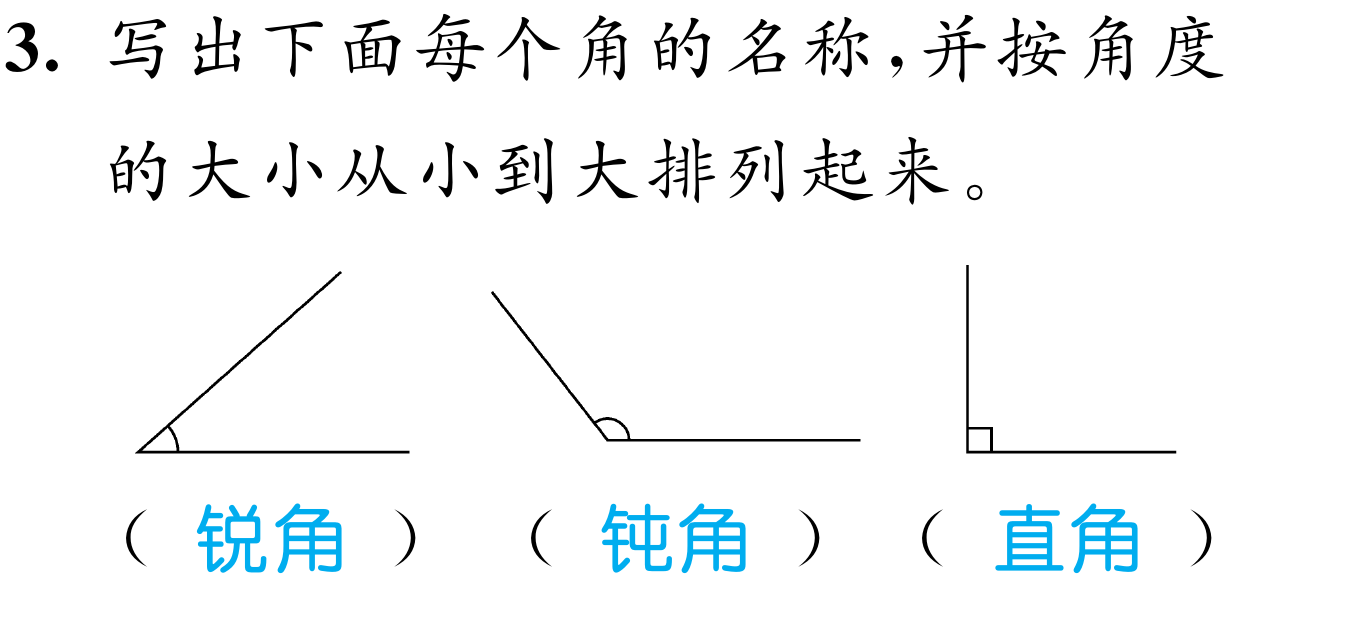 3. 写出下面每个角的名称,并按角度
的大小从小到大排列起来。
( 锐角 ) ( 钝角 ) ( 直角 )